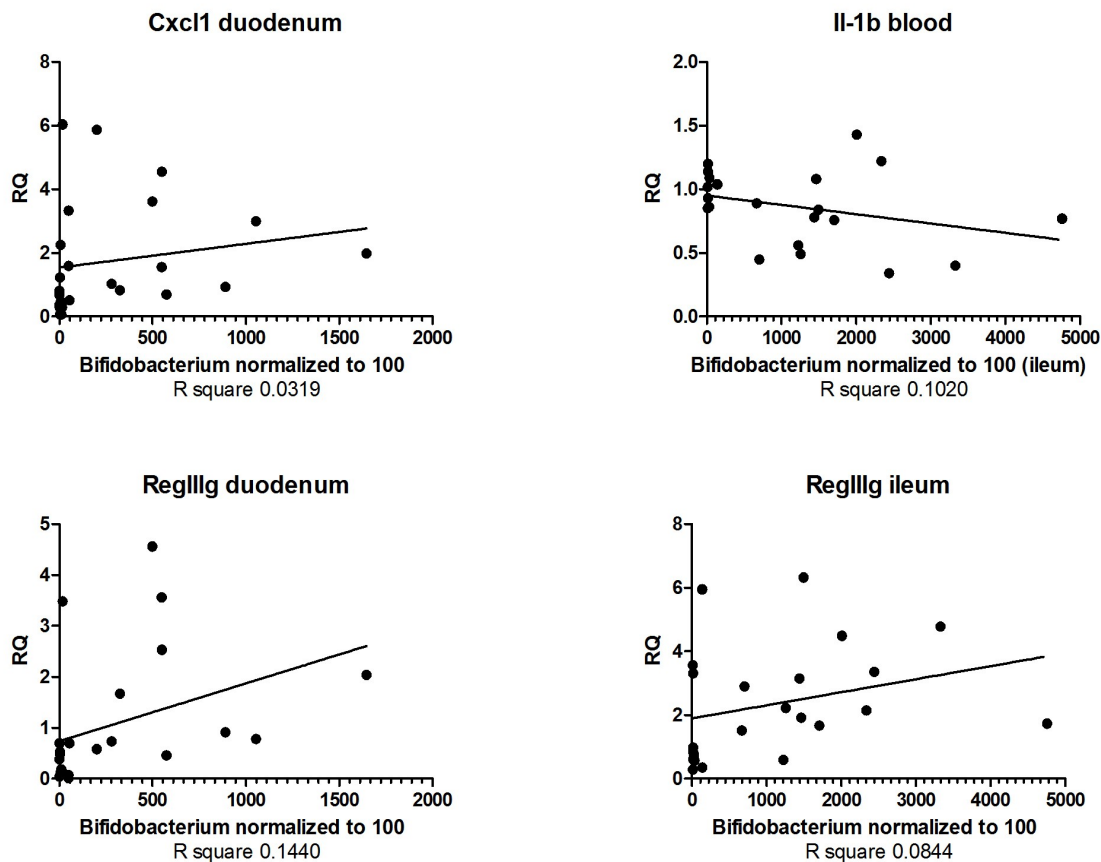 Cxcl1 duodenum
8
6
4
2
0
RQ
0 500 1000 1500 2000
Bifidobacterium normalized to 100
R square 0.0319
Il-1b blood
2.0
1.5
1.0
0.5
0.0
RQ
0 1000 2000 3000 4000 5000
Bifidobacterium normalized to 100 (ileum)
R square 0.1020
RegIIIg duodenum
5
4
3
2
1
0
RQ
0 500 1000 1500 2000
Bifidobacterium normalized to 100
R square 0.1440
RegIIIg ileum
8
6
4
2
0
RQ
0 1000 2000 3000 4000 5000
Bifidobacterium normalized to 100
R square 0.0844